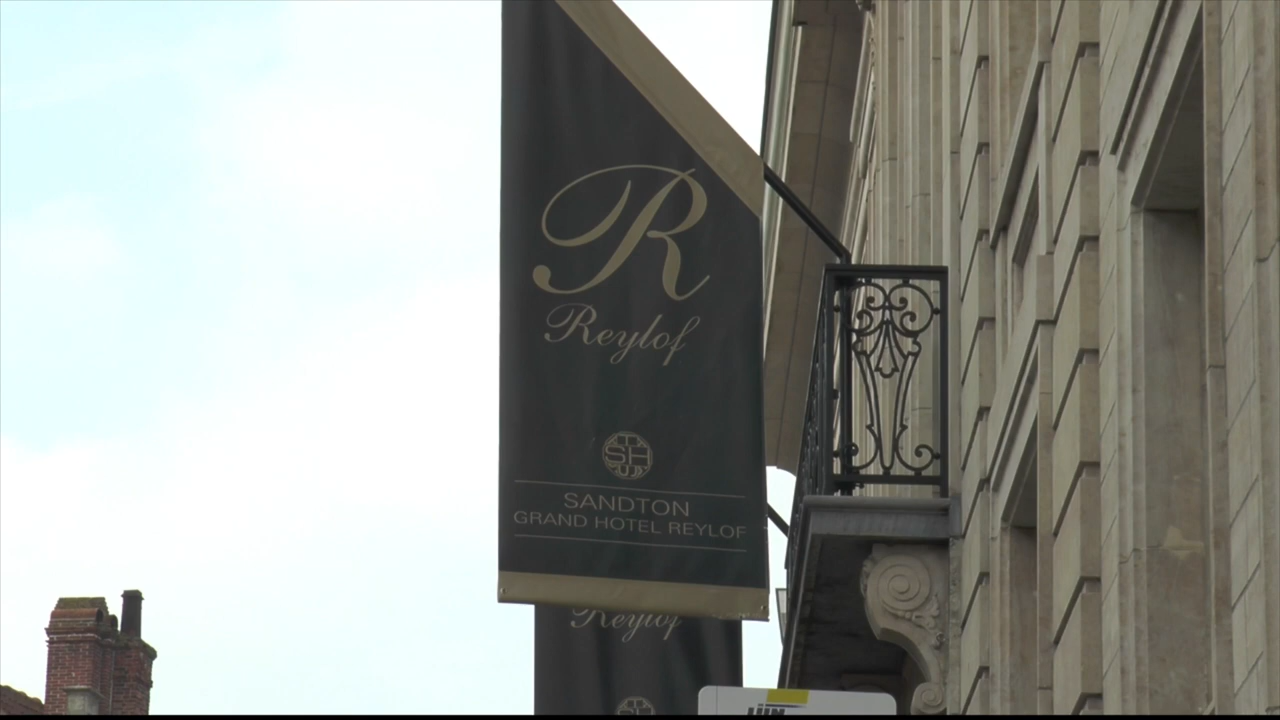 R
Reylof
SH
SANDTON
GRAND HOTEL REYLOF
Reylof